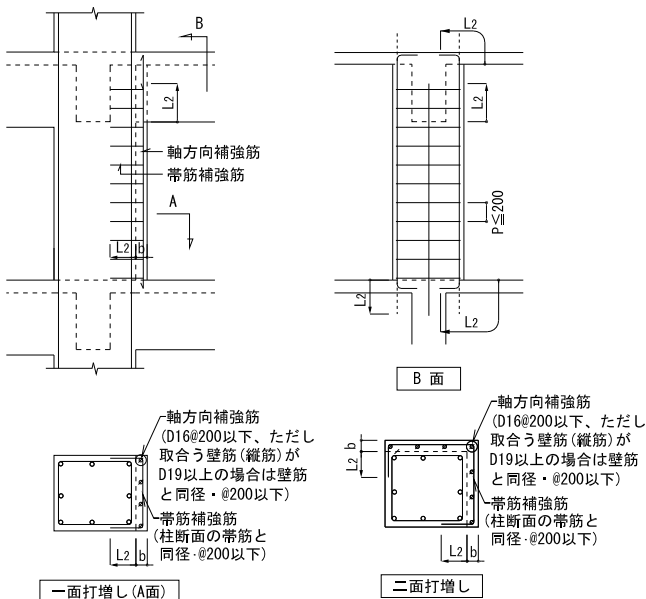 B
L2
軸方向補強筋
帯筋補強筋
A
L2
b
L2
L2
P≦200
L2
L2
B 面
軸方向補強筋
(D16@200以下、ただし
取合う壁筋(縦筋)が
D19以上の場合は壁筋
と同径・@200以下)
帯筋補強筋
(柱断面の帯筋と
同径・@200以下)
L2
b
一面打増し(A面)
b
L2
軸方向補強筋
(D16@200以下、ただし
取合う壁筋(縦筋)が
D19以上の場合は壁筋
と同径・@200以下)
帯筋補強筋
(柱断面の帯筋と
同径・@200以下)
L2
b
二面打増し